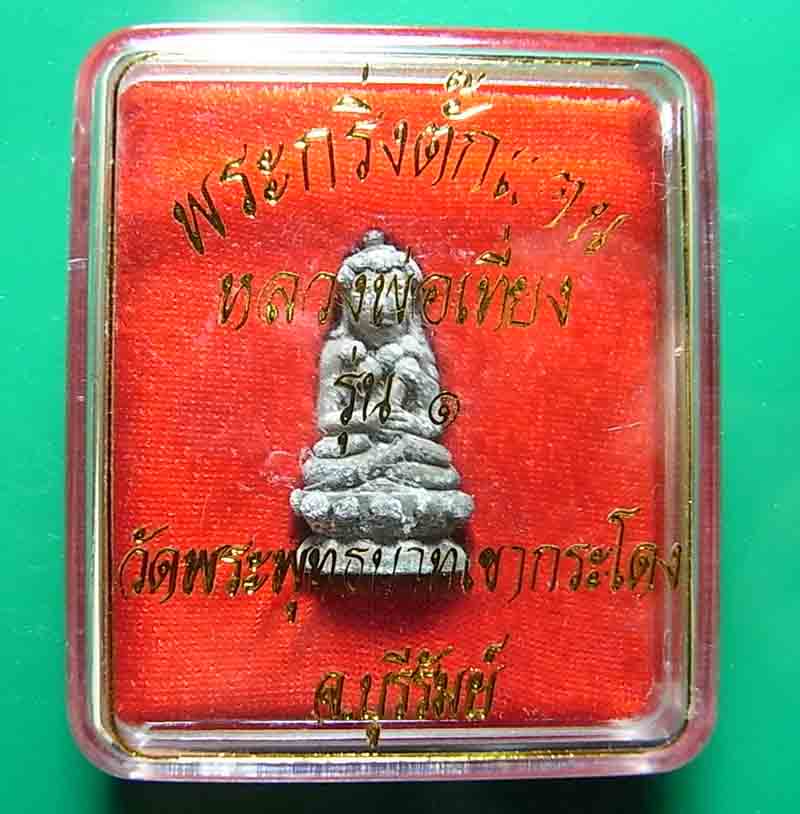 พระกริ่งตั๊กแตน
หลวงพ่อเที่ยง
รุ่น ๑
วัดพระพุทธบาทเขากระโดง
จ.บุรีรัมย์